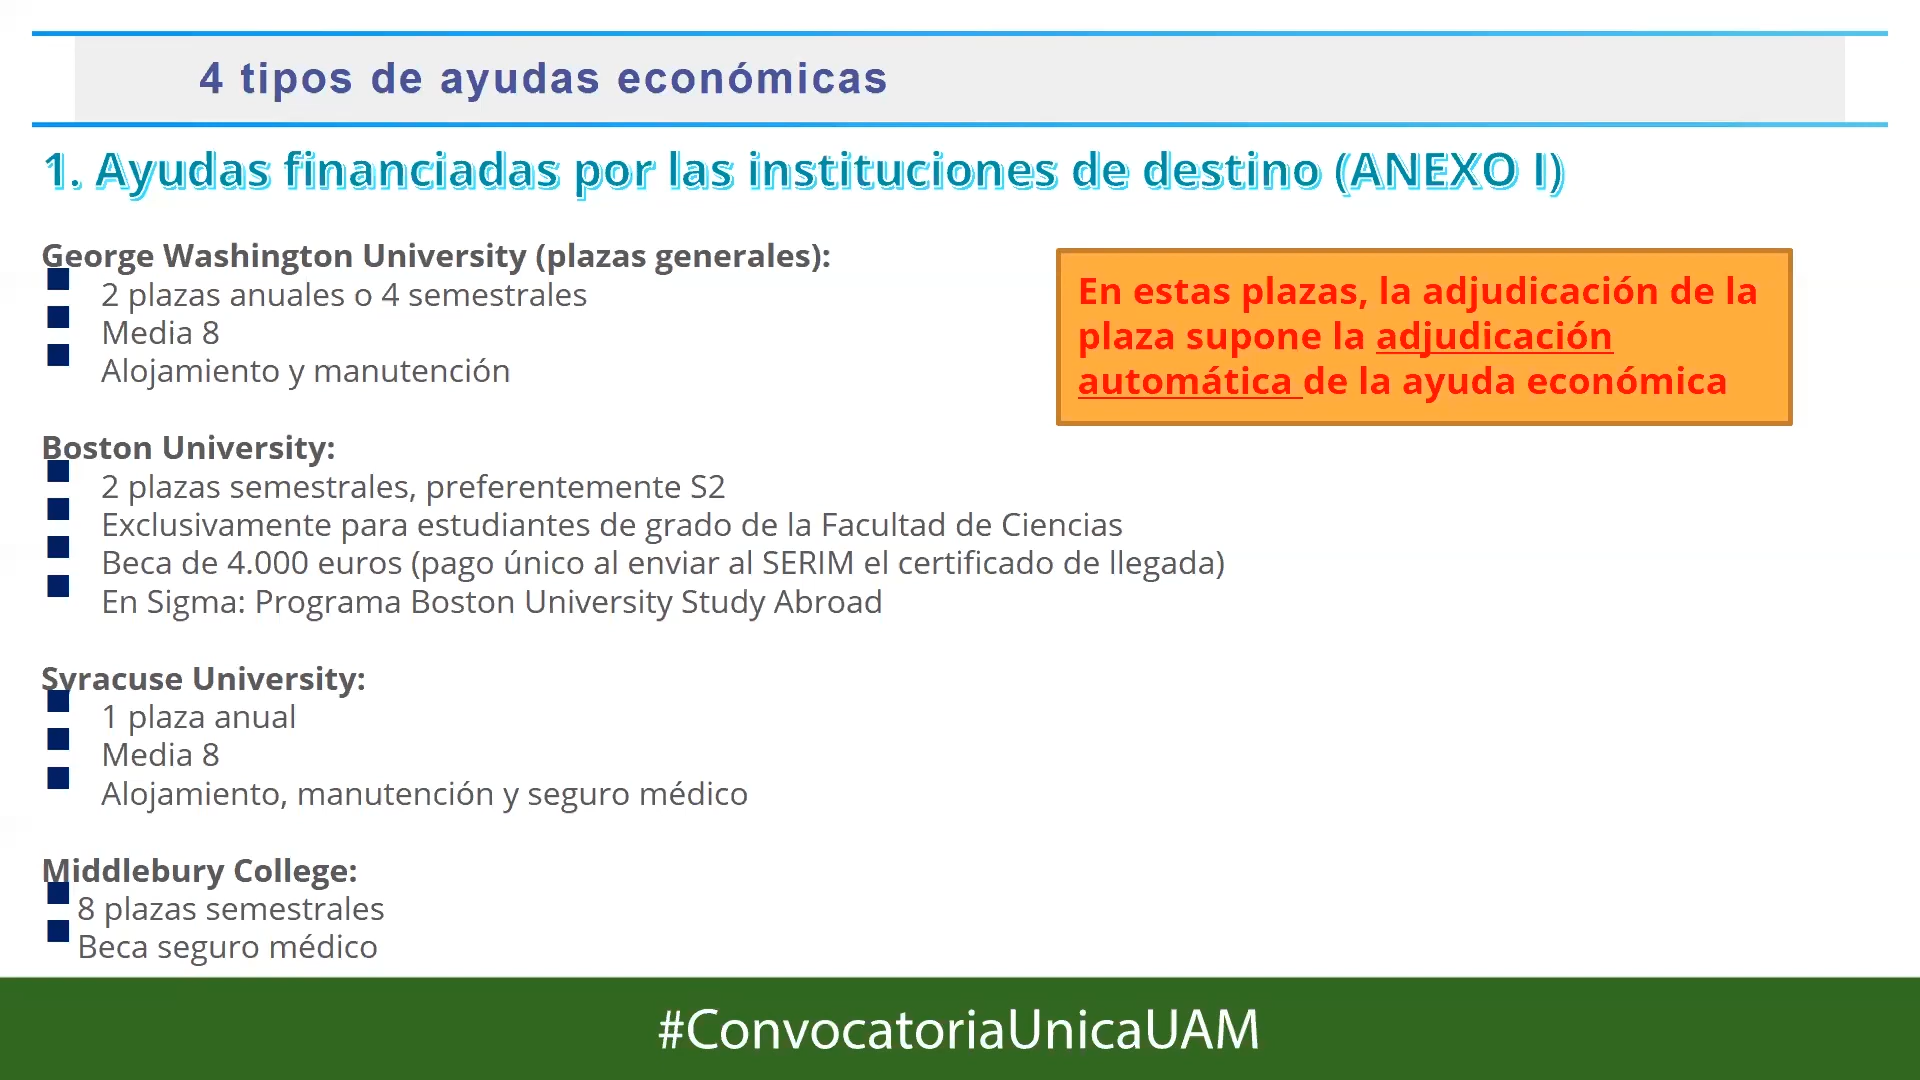 4 tipos de ayudas económicas
1. Ayudas financiadas por las instituciones de destino (ANEXO I)
George Washington University (plazas generales):
2 plazas anuales o 4 semestrales
Media 8
Alojamiento y manutención
En estas plazas, la adjudicación de la
plaza supone la adjudicación
automática de la ayuda económica
Boston University:
2 plazas semestrales, preferentemente S2
Exclusivamente para estudiantes de grado de la Facultad de Ciencias
Beca de 4.000 euros (pago único al enviar al SERIM el certificado de llegada)
En Sigma: Programa Boston University Study Abroad
Syracuse University:
1 plaza anual
Media 8
Alojamiento, manutención y seguro médico
Middlebury College:
8 plazas semestrales
Beca seguro médico
#ConvocatoriaUnicaUAM